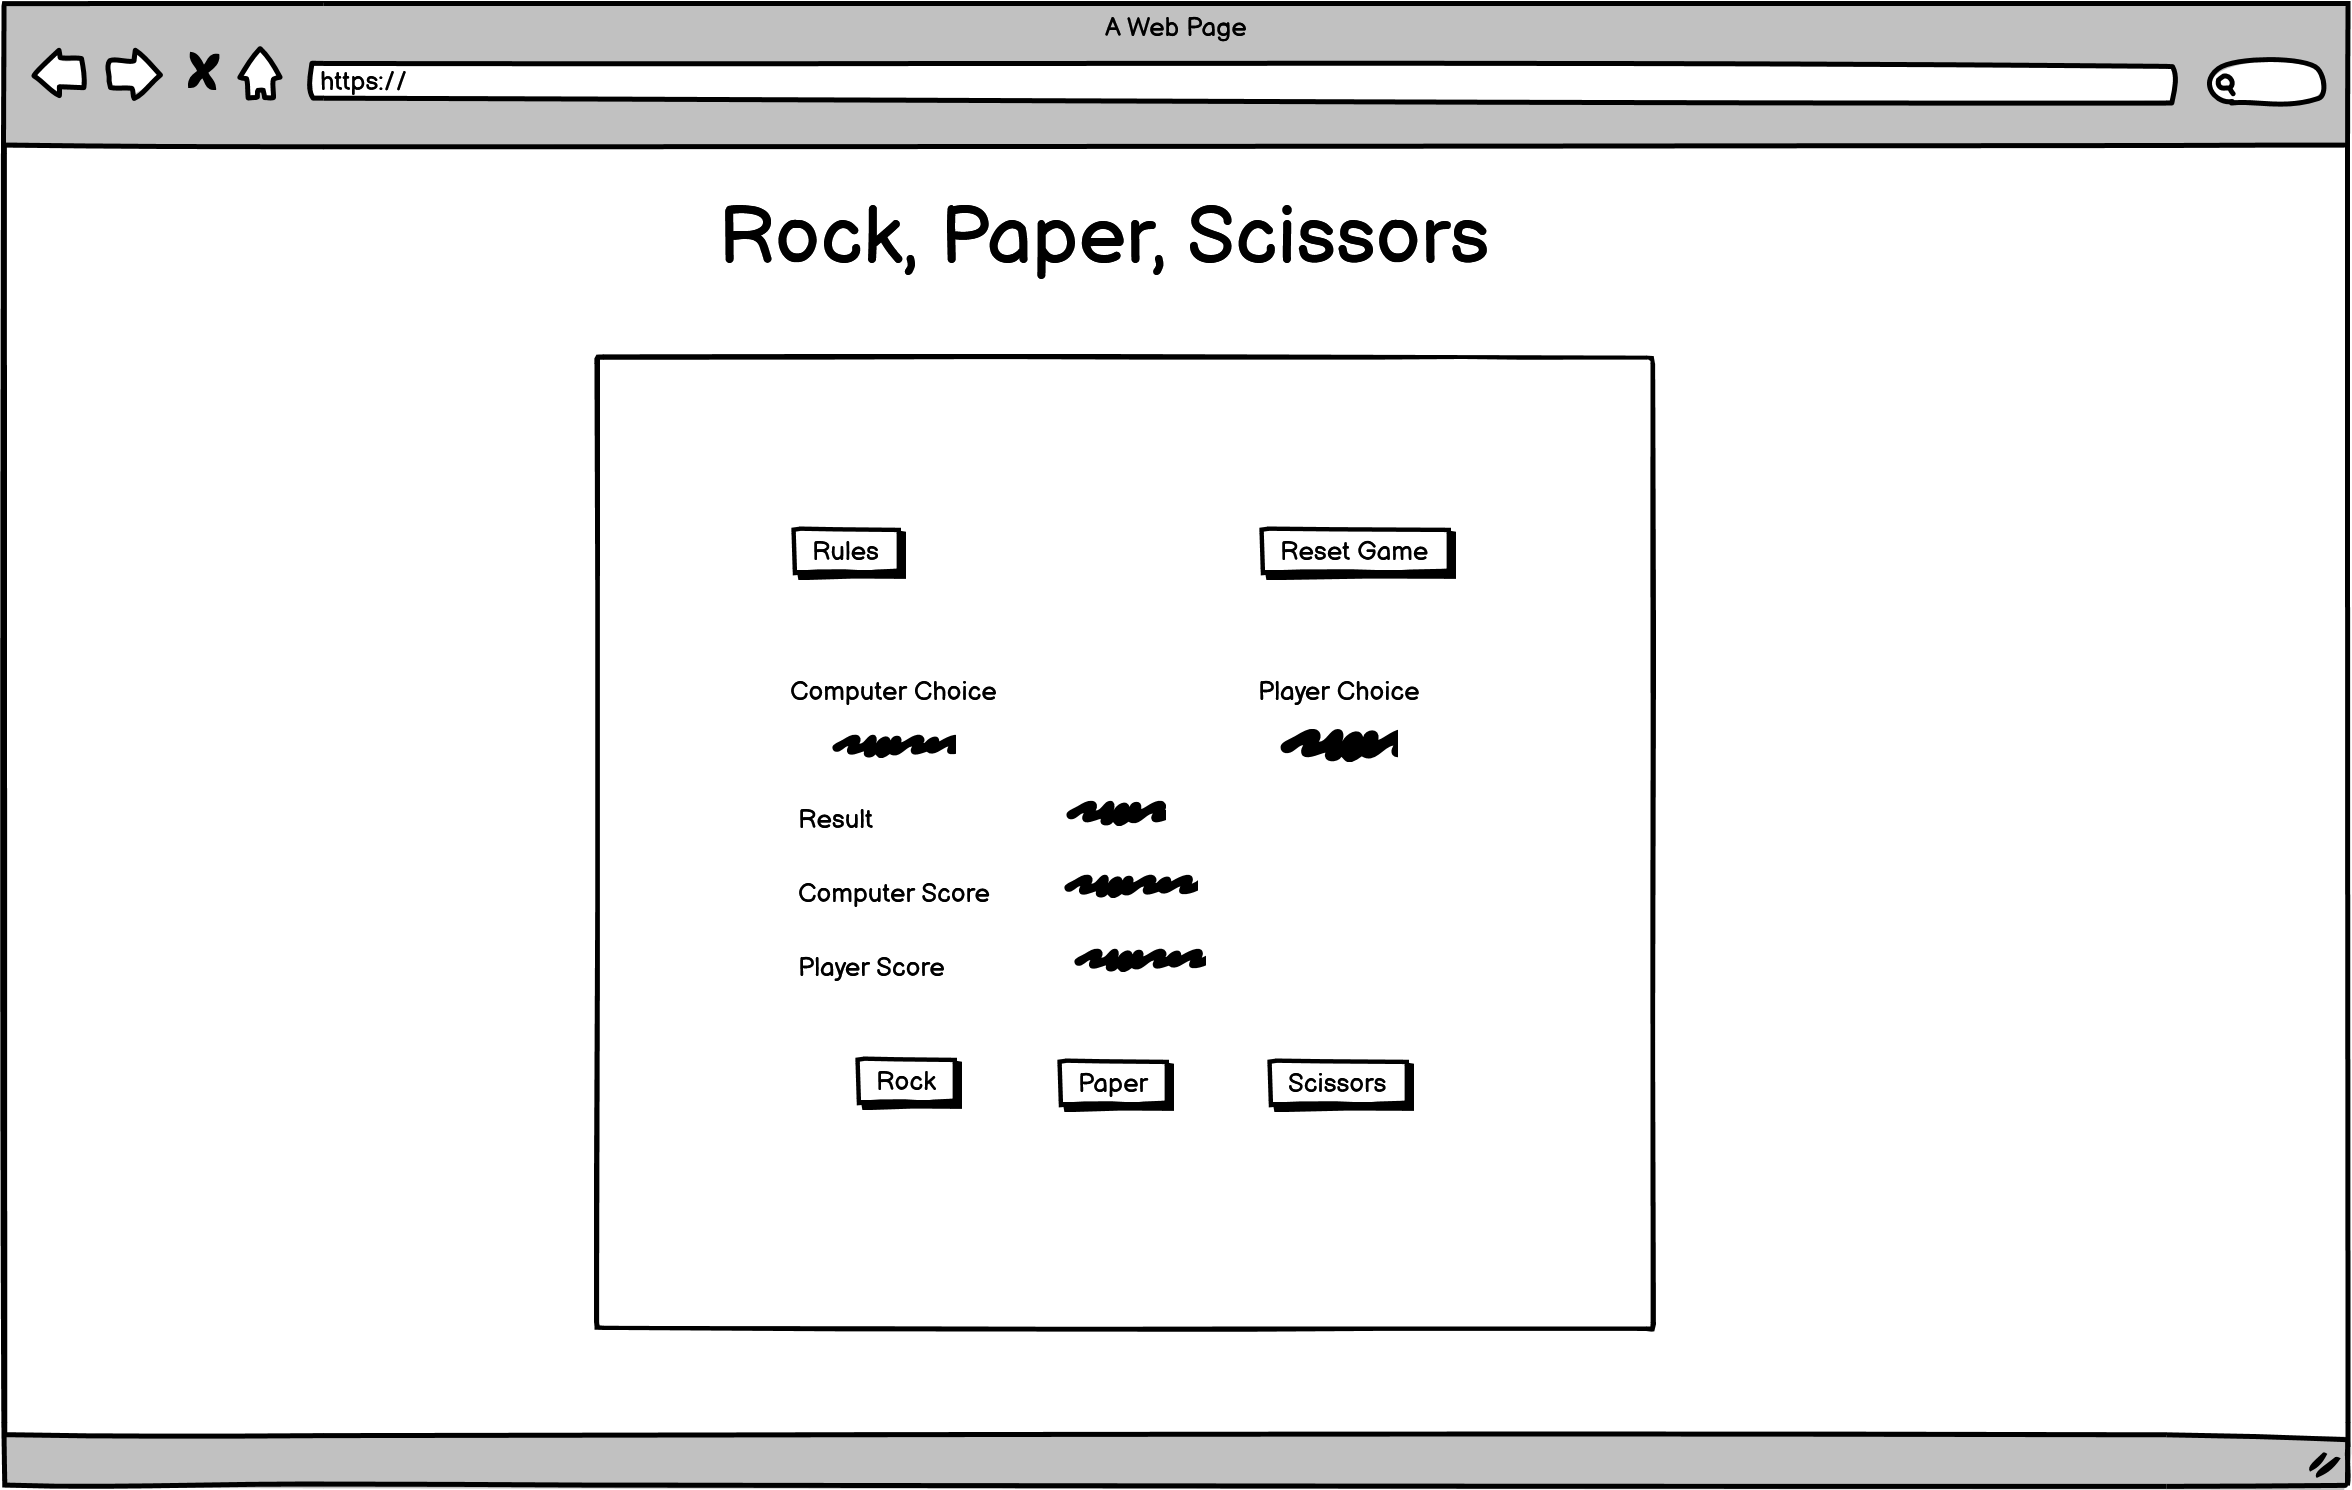 A Web Page
https://
Rock, Paper, Scissors
Rules
Reset Game
Computer Choice
Player Choice
Result
Computer Score
Player Score
Rock
Paper
Scissors